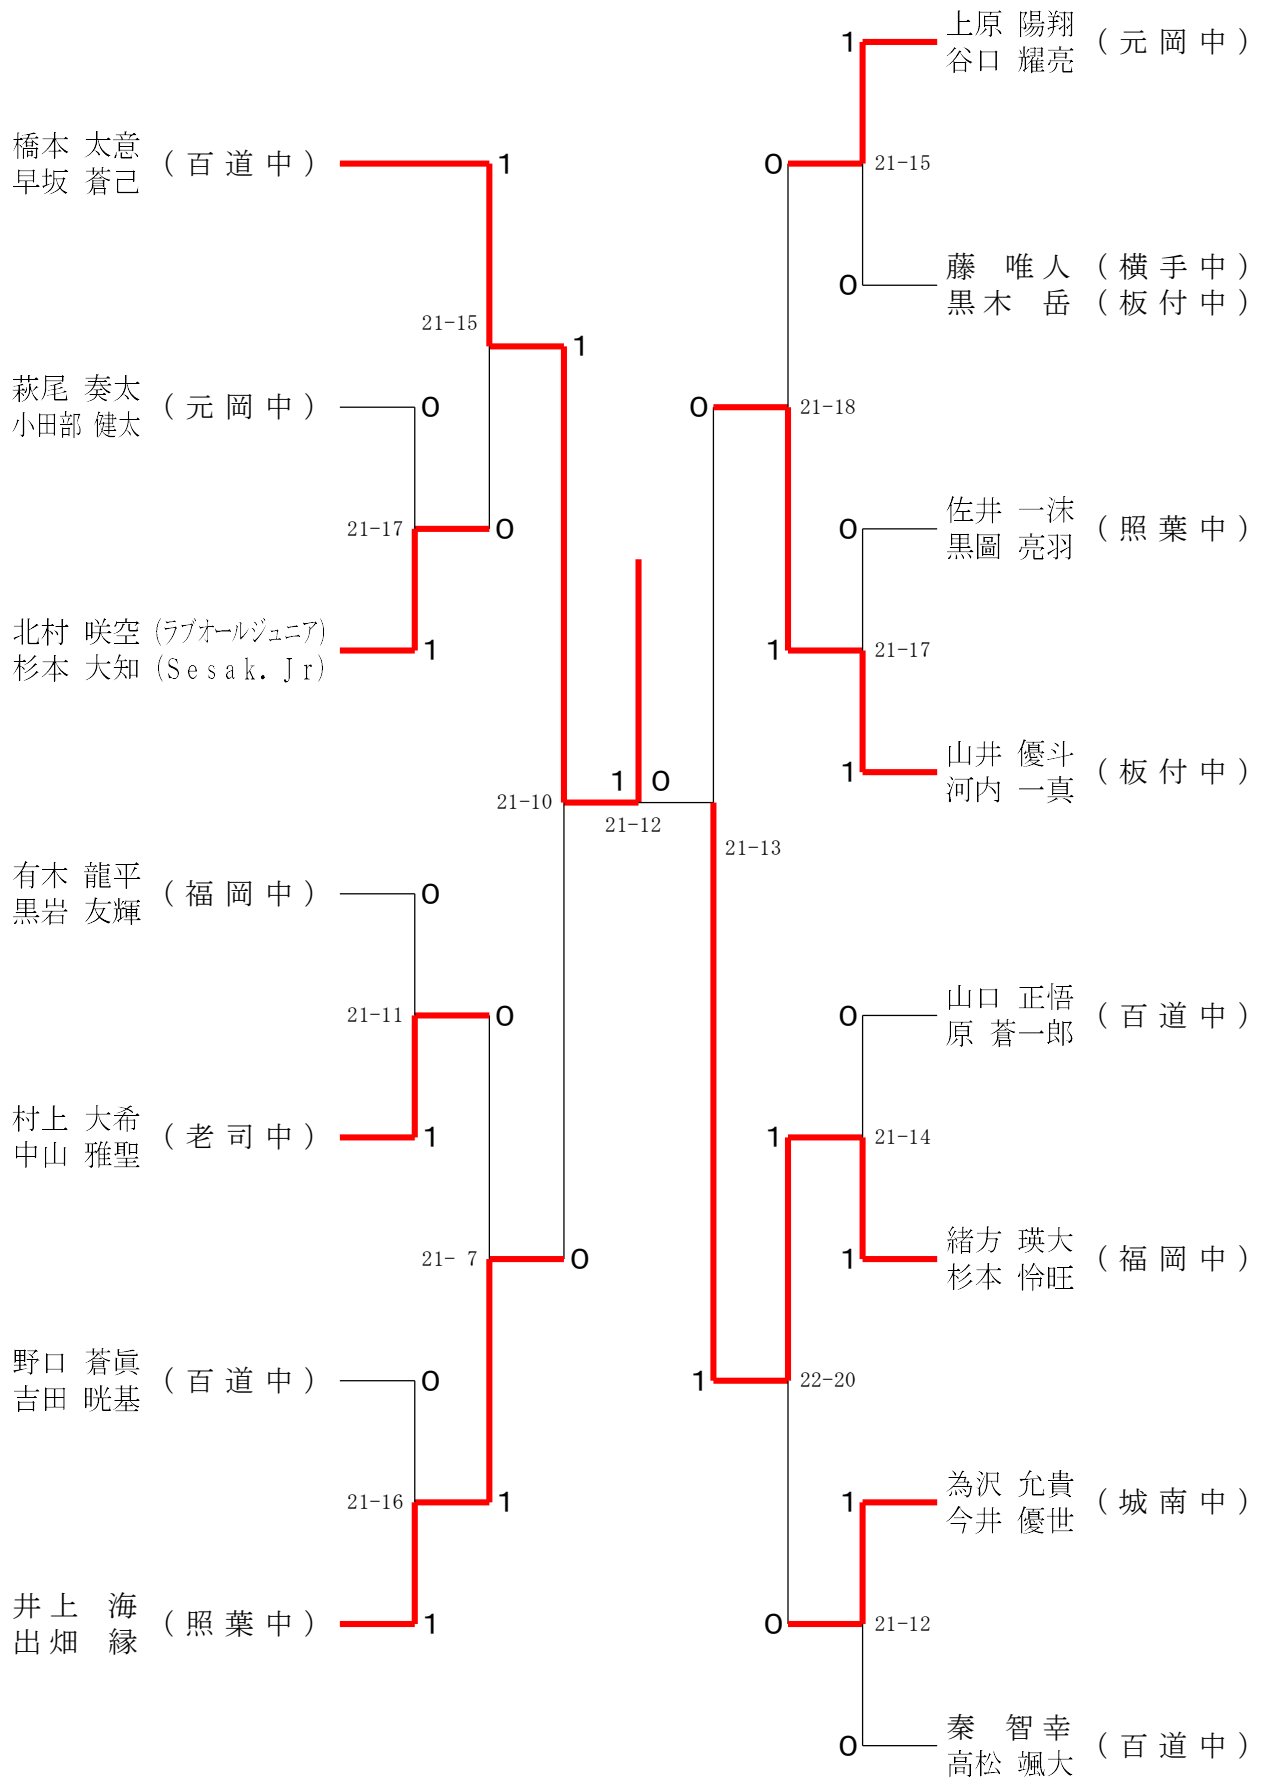 橋本 太意
早坂 蒼己
(百道中)
1
21-15
1
萩尾 奏太
小田部 健太
(元岡中)
0
21-17
0
北村 咲空 (ラブオールジュニア)
杉本 大知 (Sesak.Jr)
1
21-10
有木 龍平
黒岩 友輝
(福岡中)
0
21-11
0
村上 大希
中山 雅聖
(老司中)
1
21- 7
0
野口 蒼眞
吉田 晄基
(百道中)
0
21-16
1
井上 海
出畑 縁
(照葉中)
1
1 0
21-12
上原 陽翔
谷口 耀亮
(元岡中)
1
0
21-15
藤 唯人 (横手中)
黒木 岳 (板付中)
0
0
21-18
佐井 一沫
黒圖 亮羽
(照葉中)
0
1
21-17
山井 優斗
河内 一真
(板付中)
1
21-13
山口 正悟
原 蒼一郎
(百道中)
0
1
21-14
緒方 瑛大
杉本 怜旺
(福岡中)
1
1
22-20
為沢 允貴
今井 優世
(城南中)
1
0
21-12
秦 智幸
高松 颯大
(百道中)
0